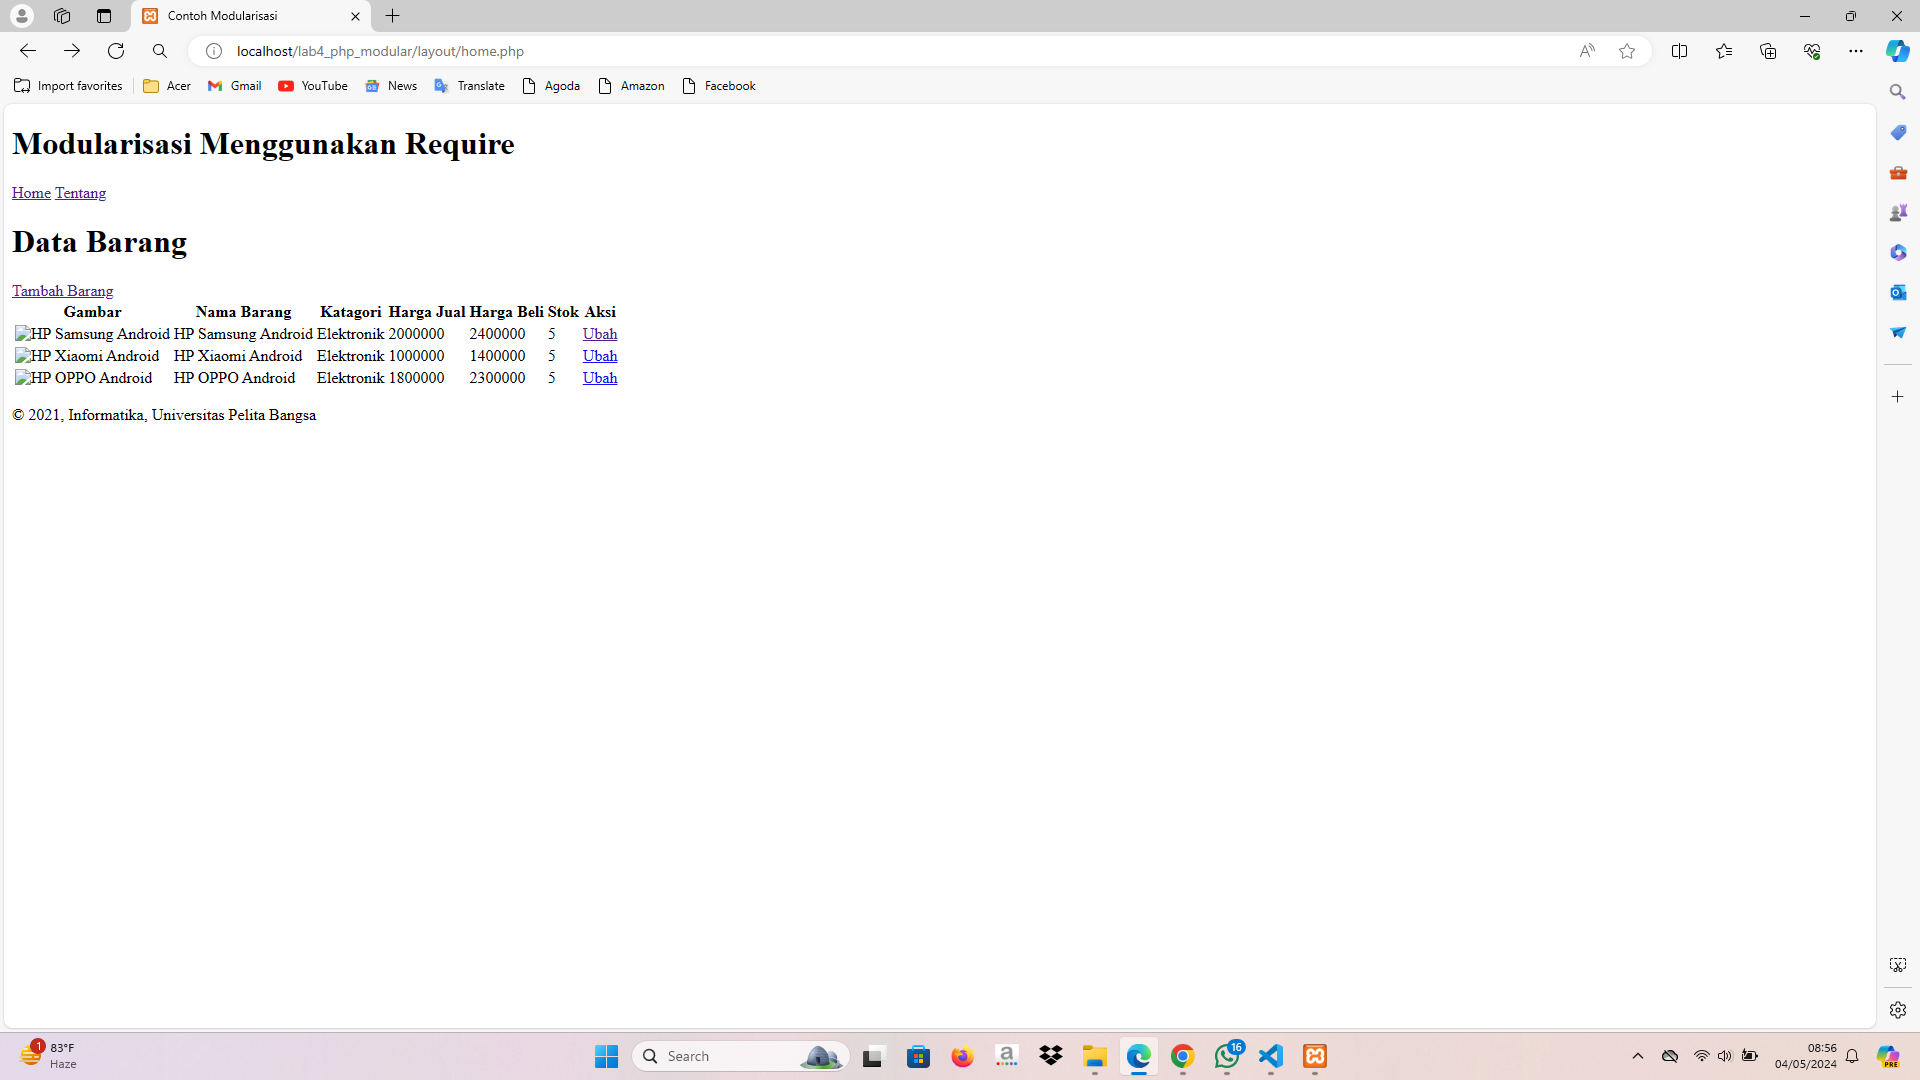 Contoh Modularisasi
localhost/lab4_php_modular/layout/home.php
Import favorites Acer Gmail YouTube News Translate Agoda Amazon Facebook
Modularisasi Menggunakan Require
Home Tentang
Data Barang
Tambah Barang
Gambar Nama Barang Katagori Harga Jual Harga Beli Stok Aksi
HP Samsung Android HP Samsung Android Elektronik 2000000 2400000 5 Ubah
HP Xiaomi Android HP Xiaomi Android Elektronik 1000000 1400000 5 Ubah
HP OPPO Android HP OPPO Android Elektronik 1800000 2300000 5 Ubah
© 2021, Informatika, Universitas Pelita Bangsa
1 83°F
Haze
Search
16
08:56
04/05/2024
PRE